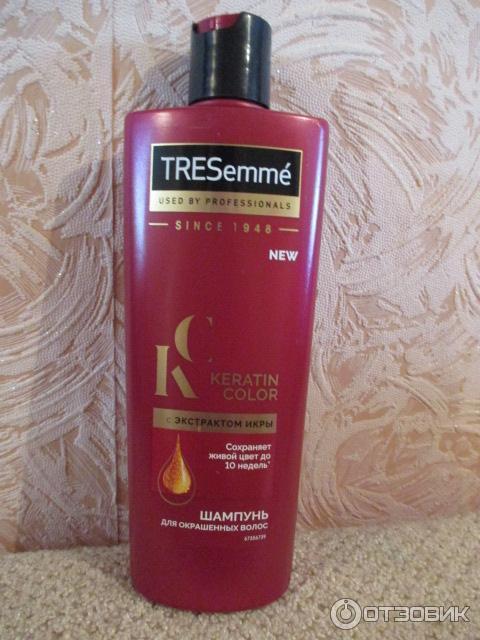 TRESemmé
USED BY PROFESSIONALS
SINCE 1948
NEW
KC
KERATIN
COLOR
С ЭКСТРАКТОМ ИКРЫ
Сохраняет
живой цвет до
10 недель*
ШАМПУНЬ
ДЛЯ ОКРАШЕННЫХ ВОЛОС
67356739
ОТЗОВИК